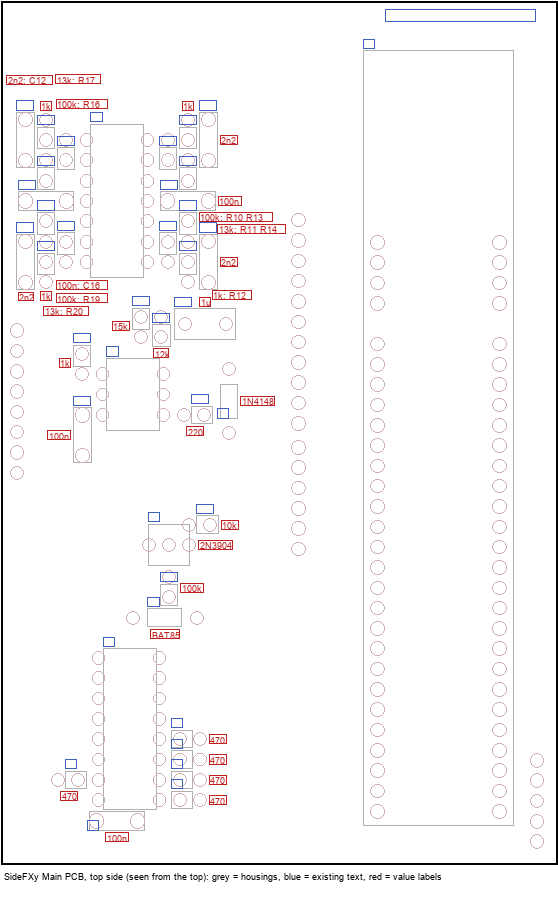 2n2: C12
13k: R17
1k
100k: R16
1k
2n2
100n
100k: R10 R13
13k: R11 R14
2n2
100n: C16
2n2
1k
100k: R19
1k: R12
1u
13k: R20
15k
12k
1k
1N4148
220
100n
10k
2N3904
100k
BAT85
470
470
470
470
470
100n
SideFXy Main PCB, top side (seen from the top): grey = housings, blue = existing text, red = value labels